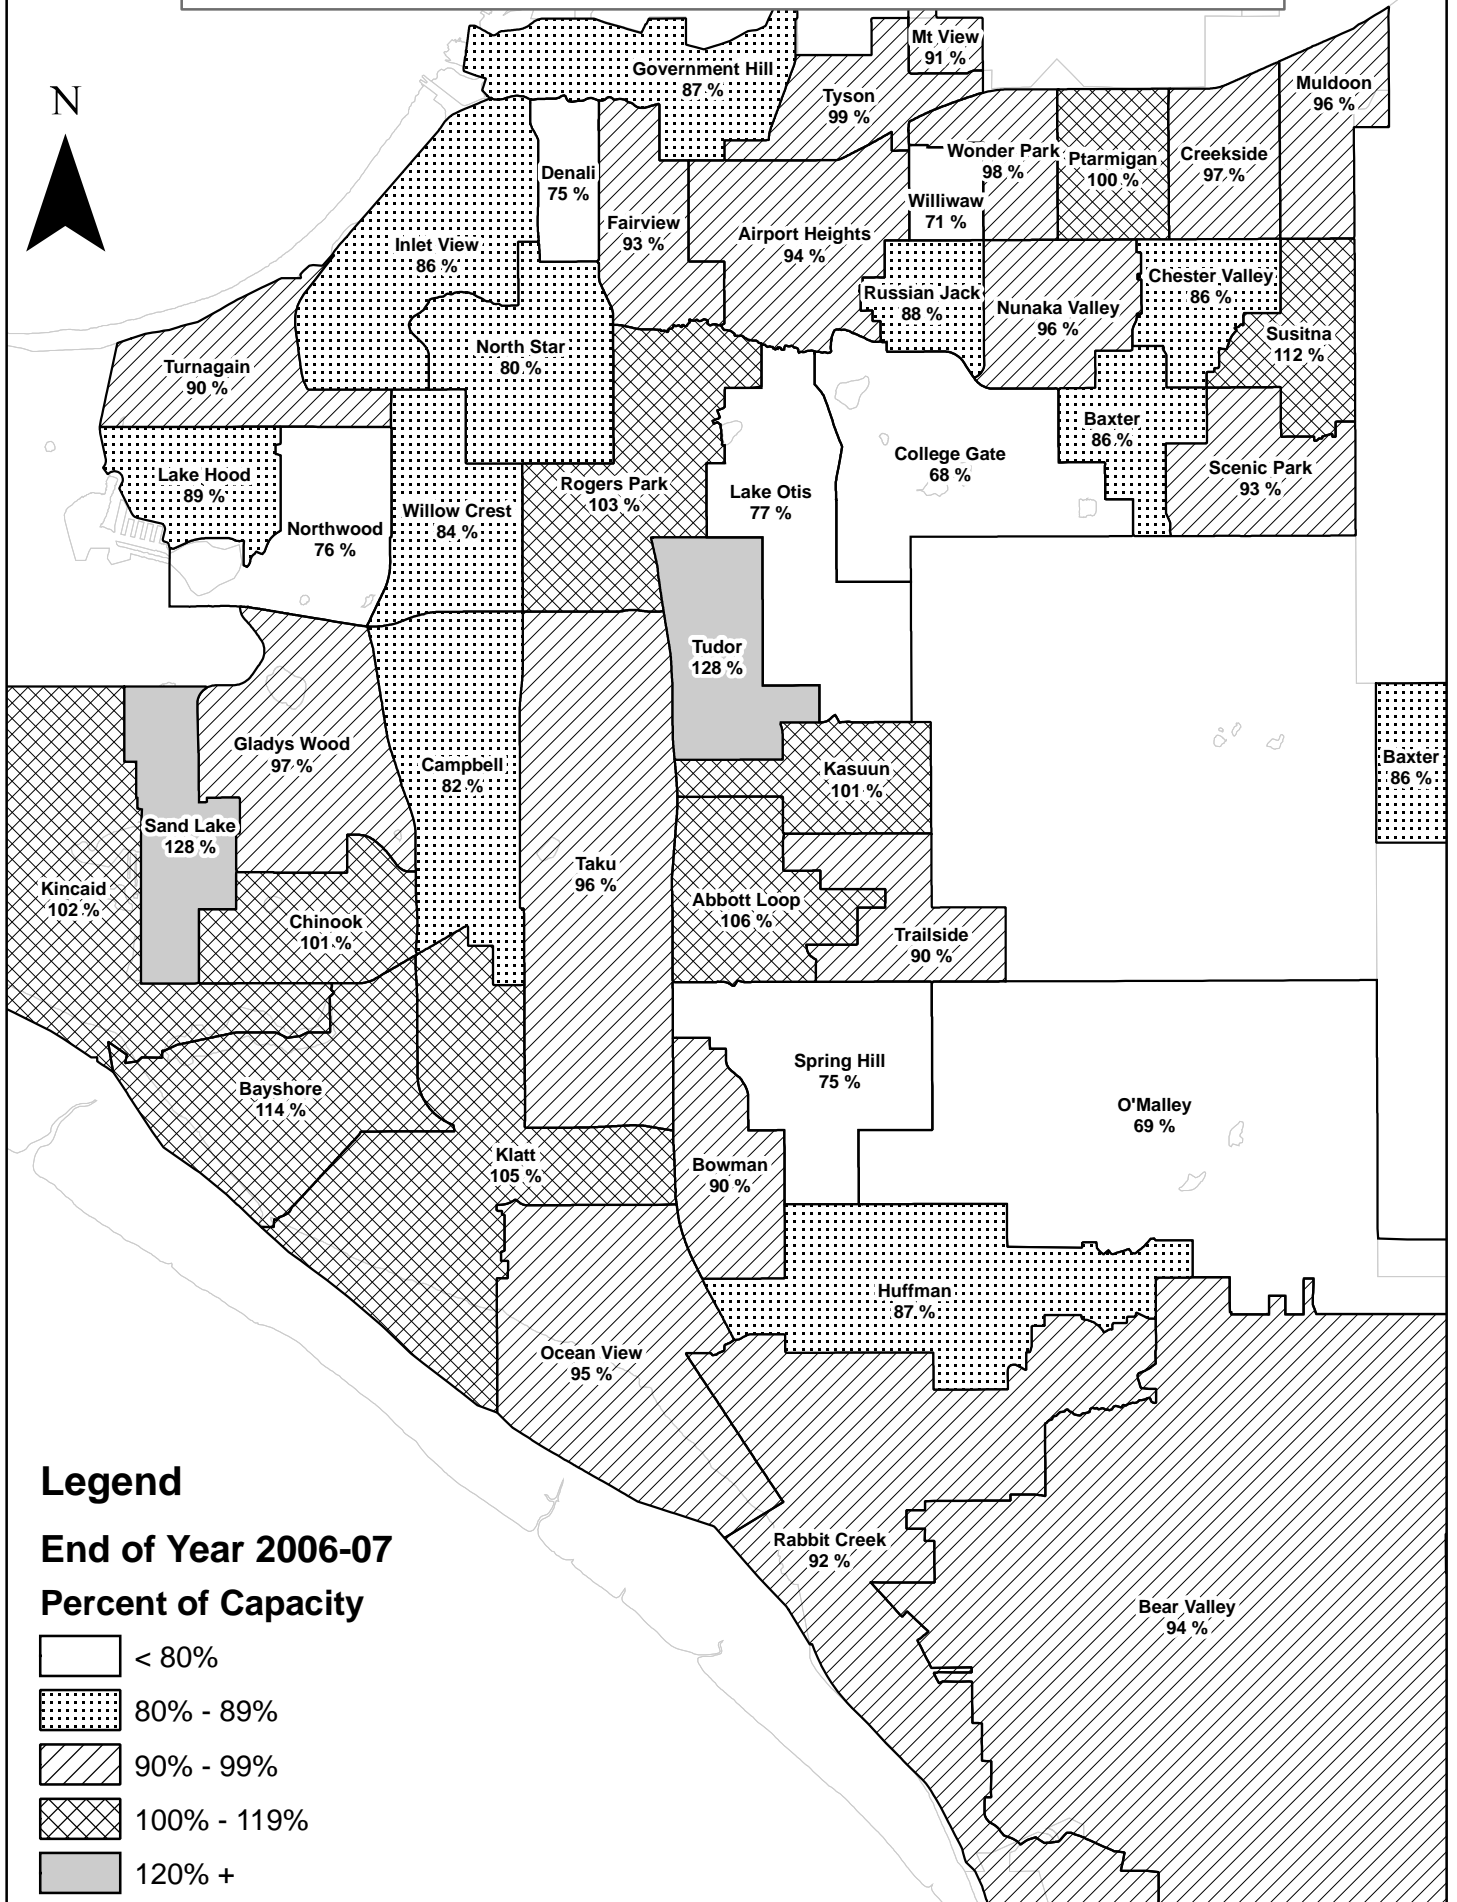 Mt View
91 %
Government Hill
87 %
Muldoon
96 %
N
Tyson
99 %
Wonder Park
98 %
Ptarmigan
100 %
Creekside
97 %
Denali
75 %
Williwaw
71 %
Fairview
93 %
Airport Heights
94 %
Inlet View
86 %
Chester Valley
86 %
Russian Jack
88 %
Nunaka Valley
96 %
Susitna
112 %
North Star
80 %
Turnagain
90 %
Baxter
86 %
College Gate
68 %
Scenic Park
93 %
Lake Hood
89 %
Rogers Park
103 %
Lake Otis
77 %
Willow Crest
84 %
Northwood
76 %
Tudor
128 %
Gladys Wood
97 %
Campbell
82 %
Kasuun
101 %
Baxter
86 %
Sand Lake
128 %
Taku
96 %
Kincaid
102 %
Abbott Loop
106 %
Chinook
101 %
Trailside
90 %
Spring Hill
75 %
Bayshore
114 %
O'Malley
69 %
Klatt
105 %
Bowman
90 %
Huffman
87 %
Ocean View
95 %
Rabbit Creek
92 %
Bear Valley
94 %
Legend
End of Year 2006-07
Percent of Capacity
< 80%
80% - 89%
90% - 99%
100% - 119%
120% +